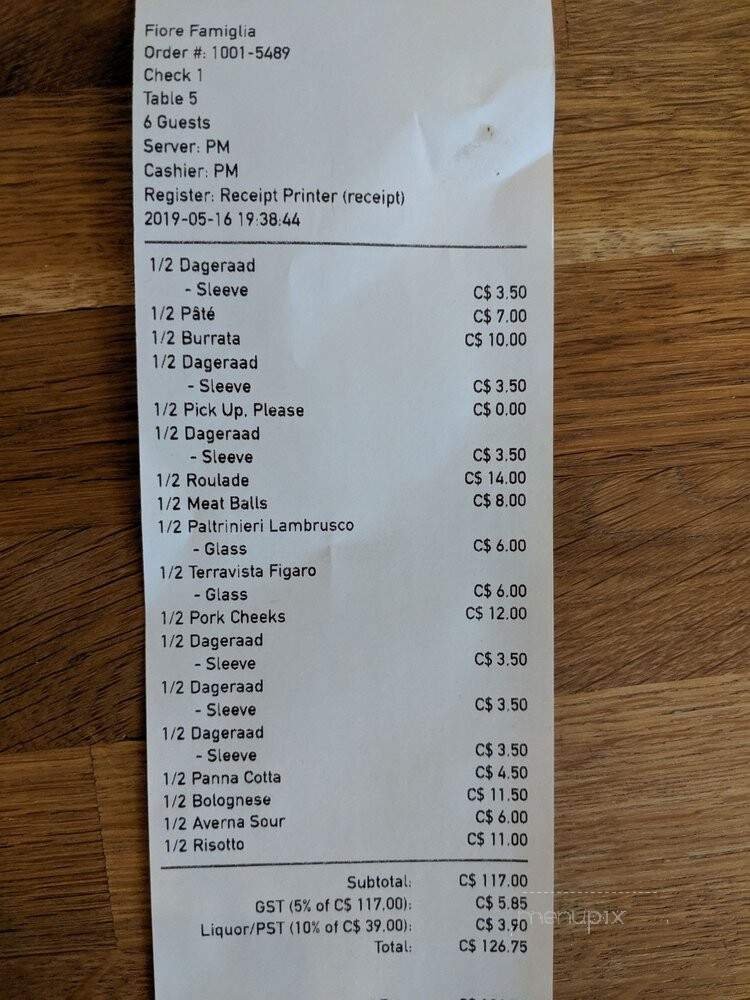 Fiore Famiglia
Order #: 1001-5489
Check 1
Table 5
6 Guests
Server: PM
Cashier: PM
Register: Receipt Printer (receipt)
2019-05-16 19:38:44
1/2 Dageraad
- Sleeve C$ 3.50
1/2 Pâté C$ 7.00
1/2 Burrata C$ 10.00
1/2 Dageraad
- Sleeve C$ 3.50
1/2 Pick Up, Please C$ 0.00
1/2 Dageraad
- Sleeve C$ 3.50
1/2 Roulade C$ 14.00
1/2 Meat Balls C$ 8.00
1/2 Paltrinieri Lambrusco
- Glass C$ 6.00
1/2 Terravista Figaro
- Glass C$ 6.00
1/2 Pork Cheeks C$ 12.00
1/2 Dageraad
- Sleeve C$ 3.50
1/2 Dageraad
- Sleeve C$ 3.50
1/2 Dageraad
- Sleeve C$ 3.50
1/2 Panna Cotta C$ 4.50
1/2 Bolognese C$ 11.50
1/2 Averna Sour C$ 6.00
1/2 Risotto C$ 11.00
Subtotal: C$ 117.00
GST (5% of C$ 117.00): C$ 5.85
Liquor/PST (10% of C$ 39.00): C$ 3.90
Total: C$ 126.75
menupix